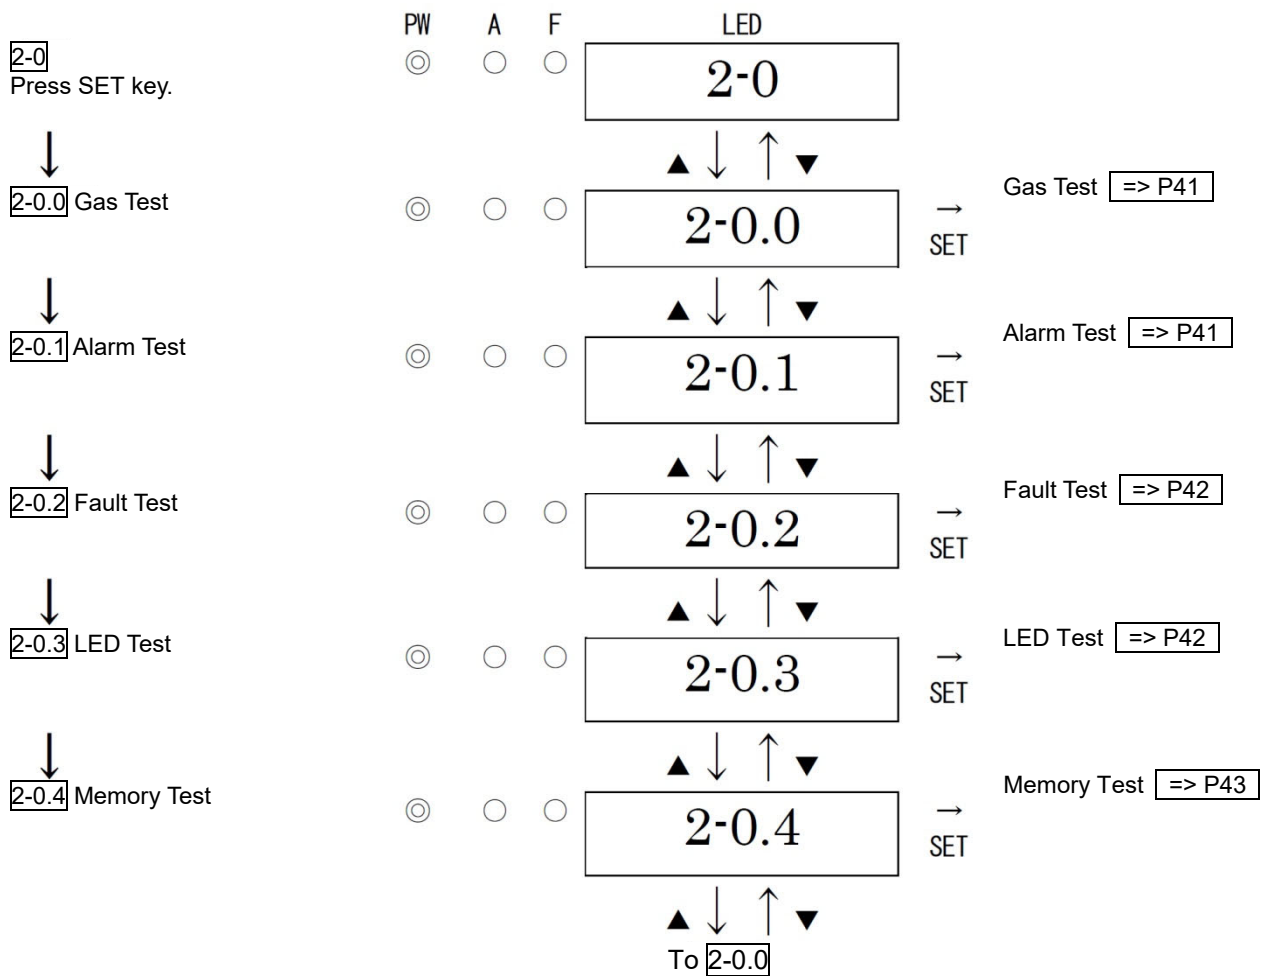 PW A F LED
2-0
Press SET key.
2-0
▲ ↓ ↑ ▼
2-0.0 Gas Test
2-0.0
→
SET
Gas Test => P41
▲ ↓ ↑ ▼
2-0.1 Alarm Test
2-0.1
→
SET
Alarm Test => P41
▲ ↓ ↑ ▼
2-0.2 Fault Test
2-0.2
→
SET
Fault Test => P42
▲ ↓ ↑ ▼
2-0.3 LED Test
2-0.3
→
SET
LED Test => P42
▲ ↓ ↑ ▼
2-0.4 Memory Test
2-0.4
→
SET
Memory Test => P43
▲ ↓ ↑ ▼
To 2-0.0